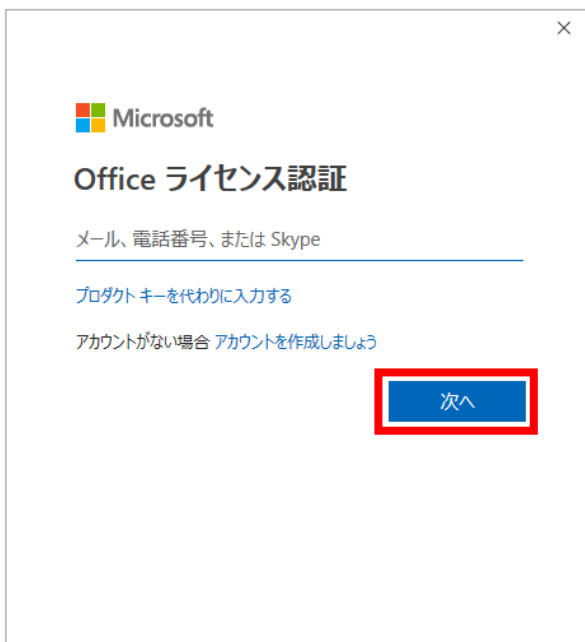 Microsoft
Office ライセンス認証
メール、電話番号、または Skype
プロダクト キーを代わりに入力する
アカウントがない場合 アカウントを作成しましょう
次へ